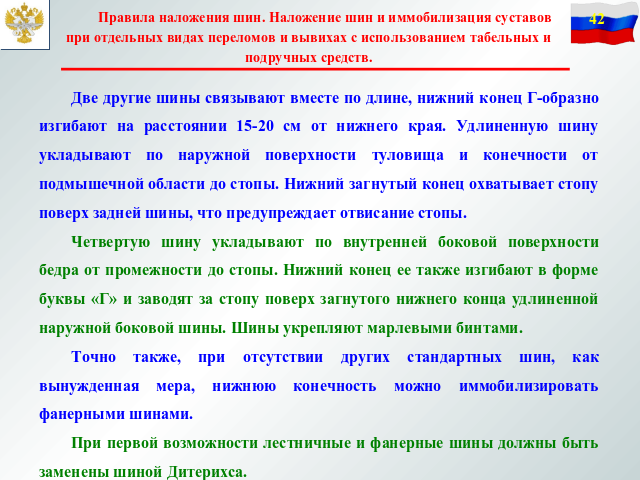 Правила наложения шин. Наложение шин и иммобилизация суставов
при отдельных видах переломов и вывихах с использованием табельных и
подручных средств.
42
Две другие шины связывают вместе по длине, нижний конец Г-образно
изгибают на расстоянии 15-20 см от нижнего края. Удлиненную шину
укладывают по наружной поверхности туловища и конечности от
подмышечной области до стопы. Нижний загнутый конец охватывает стопу
поверх задней шины, что предупреждает отвисание стопы.
Четвертую шину укладывают по внутренней боковой поверхности
бедра от промежности до стопы. Нижний конец ее также изгибают в форме
буквы «Г» и заводят за стопу поверх загнутого нижнего конца удлиненной
наружной боковой шины. Шины укрепляют марлевыми бинтами.
Точно также, при отсутствии других стандартных шин, как
вынужденная мера, нижнюю конечность можно иммобилизировать
фанерными шинами.
При первой возможности лестничные и фанерные шины должны быть
заменены шиной Дитерихса.